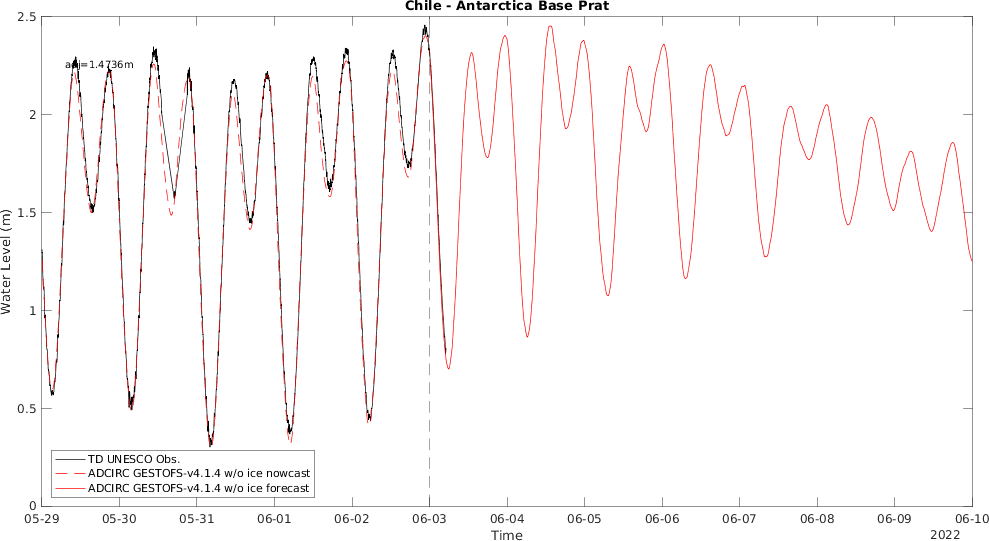 Chile - Antarctica Base Prat
2.5
adj=1.4736m
2
1.5
Water Level (m)
1
0.5
TD UNESCO Obs.
ADCIRC GESTOFS-v4.1.4 w/o ice nowcast
ADCIRC GESTOFS-v4.1.4 w/o ice forecast
0
05-29 05-30 05-31 06-01 06-02 06-03 06-04 06-05 06-06 06-07 06-08 06-09 06-10
Time
2022